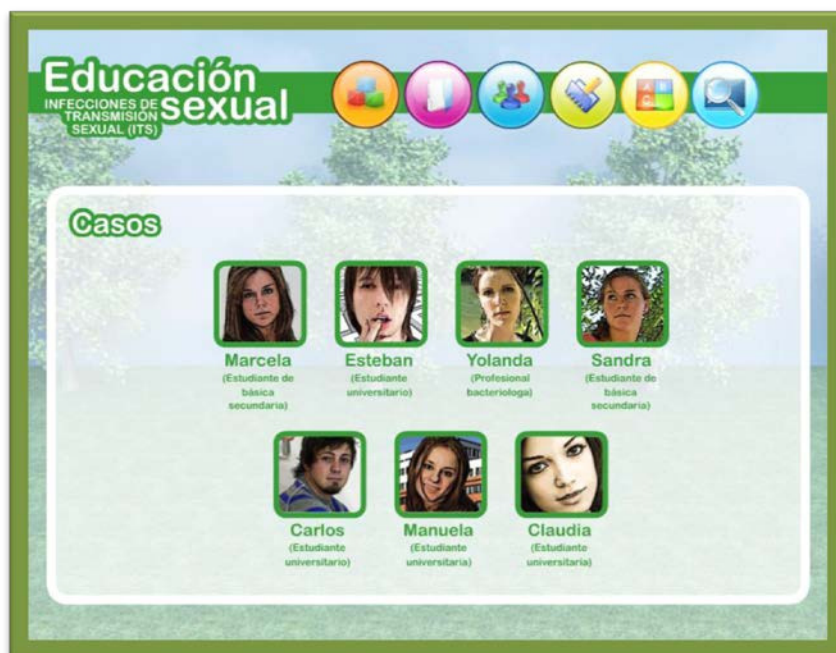 Educación
INFECCIONES DE
TRANSMISIÓN
SEXUAL (ITS)
sexual
Casos
Marcela
(Estudiante de
básica
secundaria)
Esteban
(Estudiante
universitario)
Yolanda
(Profesional
bacteriologa)
Sandra
(Estudiante de
básica
secundaria)
Carlos
(Estudiante
universitario)
Manuela
(Estudiante
universitaria)
Claudia
(Estudiante
universitaria)